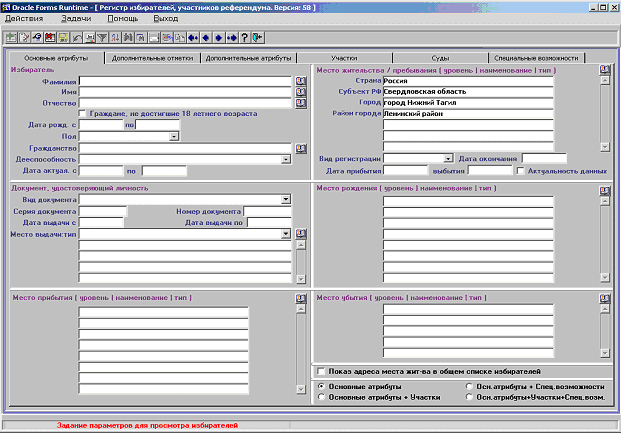 Oracle Forms Runtime - [ Регистр избирателей, участников референдума. Версия: 58 ]
Действия Задачи Помощь Выход
Основные атрибуты Дополнительные отметки Дополнительные атрибуты Участки Суды Специальные возможности
Избиратель
Фамилия
Имя
Отчество
Граждане, не достигшие 18 летнего возраста
Дата рожд. с по
Пол
Гражданство
Дееспособность
Дата актуал. с по
Место жительства / пребывания [ уровень | наименование | тип ]
Страна Россия
Субъект РФ Свердловская область
Город город Нижний Тагил
Район города Ленинский район
Вид регистрации Дата окончания
Дата прибытия выбытия Актуальность данных
Документ, удостоверяющий личность
Вид документа
Серия документа Номер документа
Дата выдачи с Дата выдачи по
Место выдачи:тип
Место рождения [ уровень | наименование | тип ]
Место прибытия [ уровень | наименование | тип ]
Место убытия [ уровень | наименование | тип ]
Показ адреса места жит-ва в общем списке избирателей
Основные атрибуты Осн.атрибуты + Спец.возможности
Основные атрибуты + Участки Осн.атрибуты+Участки+Спец.возм.
Задание параметров для просмотра избирателей